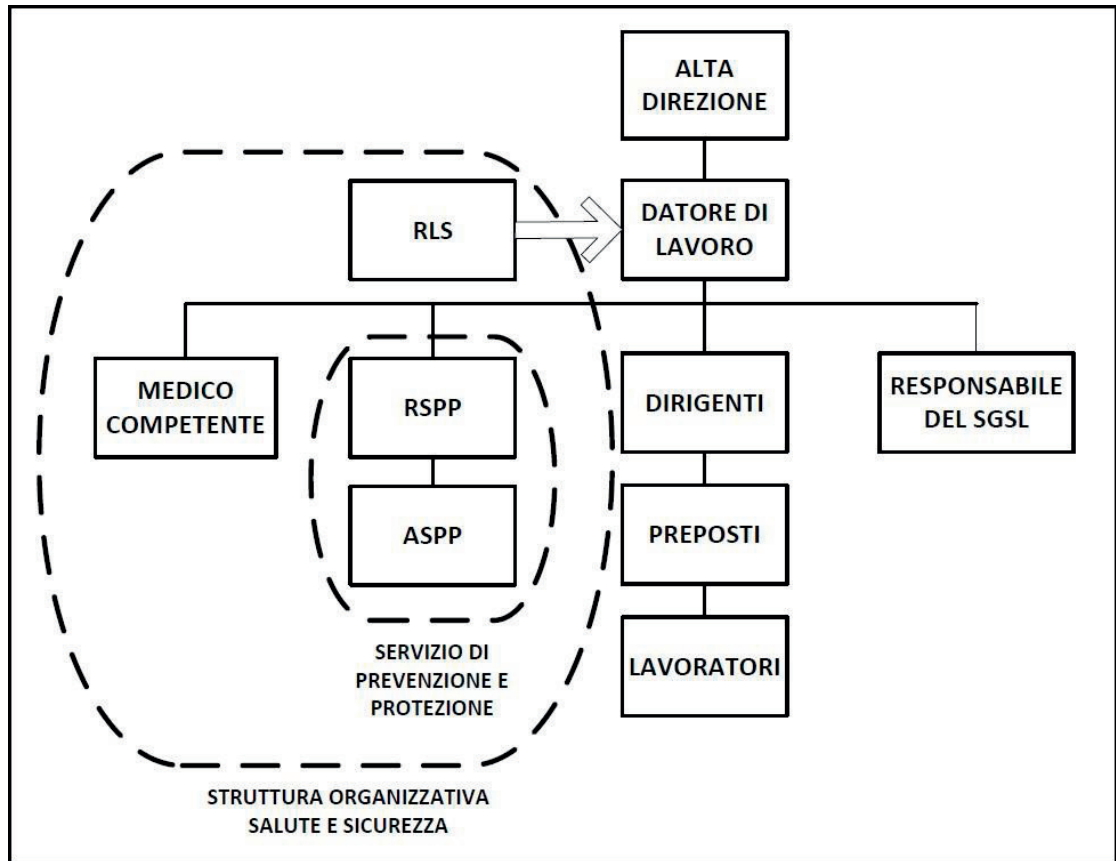 ALTA
DIREZIONE
RLS
DATORE DI
LAVORO
MEDICO
COMPETENTE
RSPP
DIRIGENTI
RESPONSABILE
DEL SGSL
ASPP
PREPOSTI
LAVORATORI
SERVIZIO DI
PREVENZIONE E
PROTEZIONE
STRUTTURA ORGANIZZATIVA
SALUTE E SICUREZZA